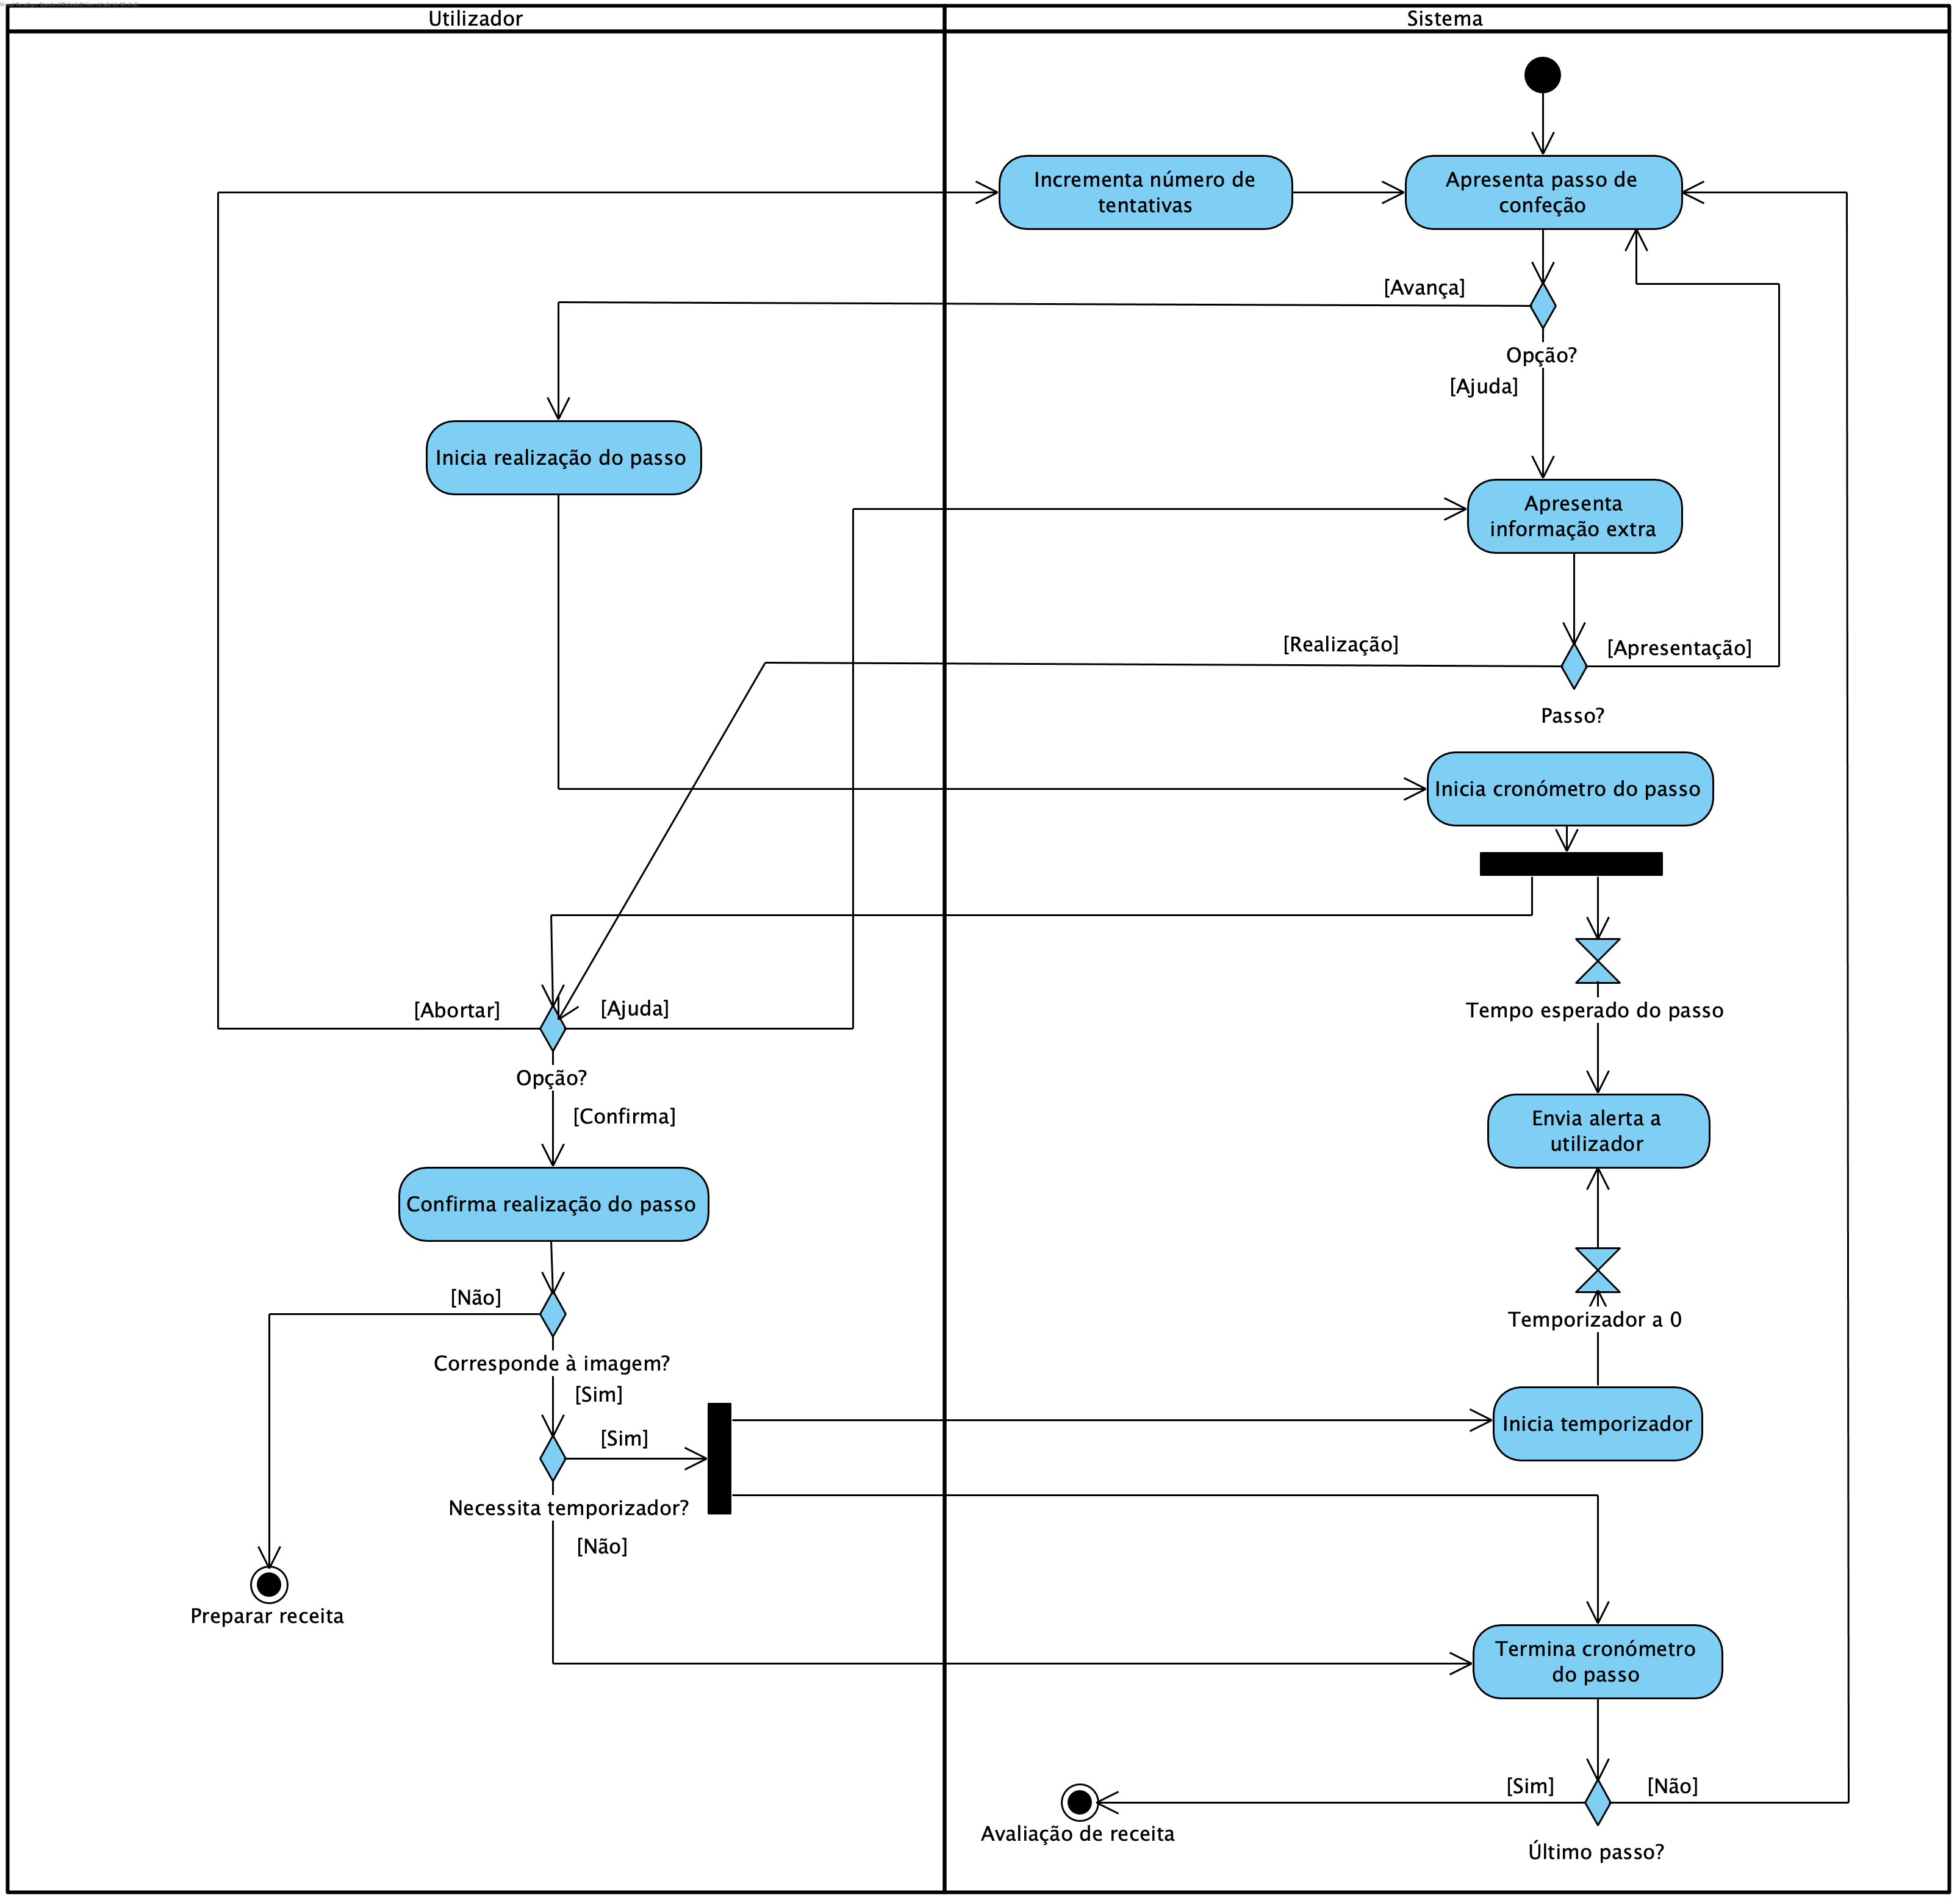 Utilizador
Sistema
Incrementa número de
tentativas
Apresenta passo de
confeção
[Avança]
Opção?
[Ajuda]
Inicia realização do passo
Apresenta
informação extra
[Realização]
[Apresentação]
Passo?
Inicia cronómetro do passo
[Abortar]
[Ajuda]
Tempo esperado do passo
Opção?
[Confirma]
Envia alerta a
utilizador
Confirma realização do passo
[Não]
Temporizador a 0
Corresponde à imagem?
[Sim]
[Sim]
Inicia temporizador
Necessita temporizador?
[Não]
Preparar receita
Termina cronómetro
do passo
[Sim]
[Não]
Avaliação de receita
Último passo?